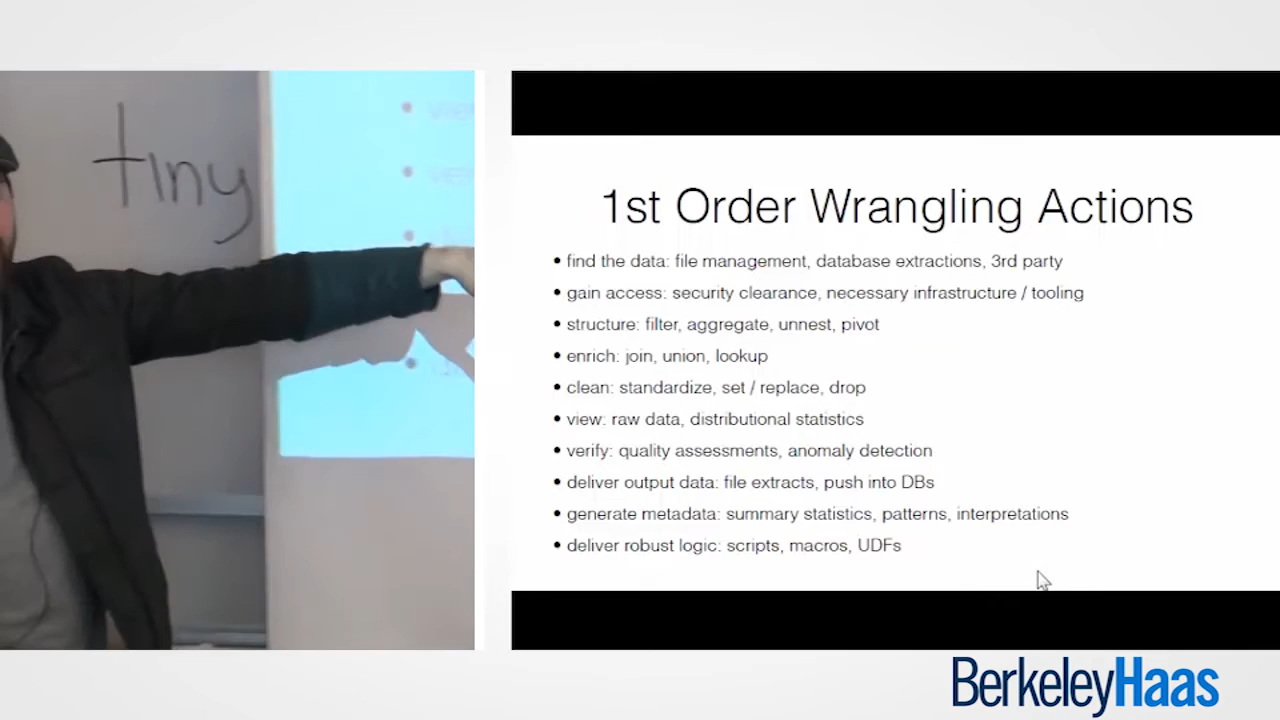 tiny
1st Order Wrangling Actions
• find the data: file management, database extractions, 3rd party
• gain access: security clearance, necessary infrastructure / tooling
• structure: filter, aggregate, unnest, pivot
• enrich: join, union, lookup
• clean: standardize, set / replace, drop
• view: raw data, distributional statistics
• verify: quality assessments, anomaly detection
• deliver output data: file extracts, push into DBs
• generate metadata: summary statistics, patterns, interpretations
• deliver robust logic: scripts, macros, UDFs
BerkeleyHaas